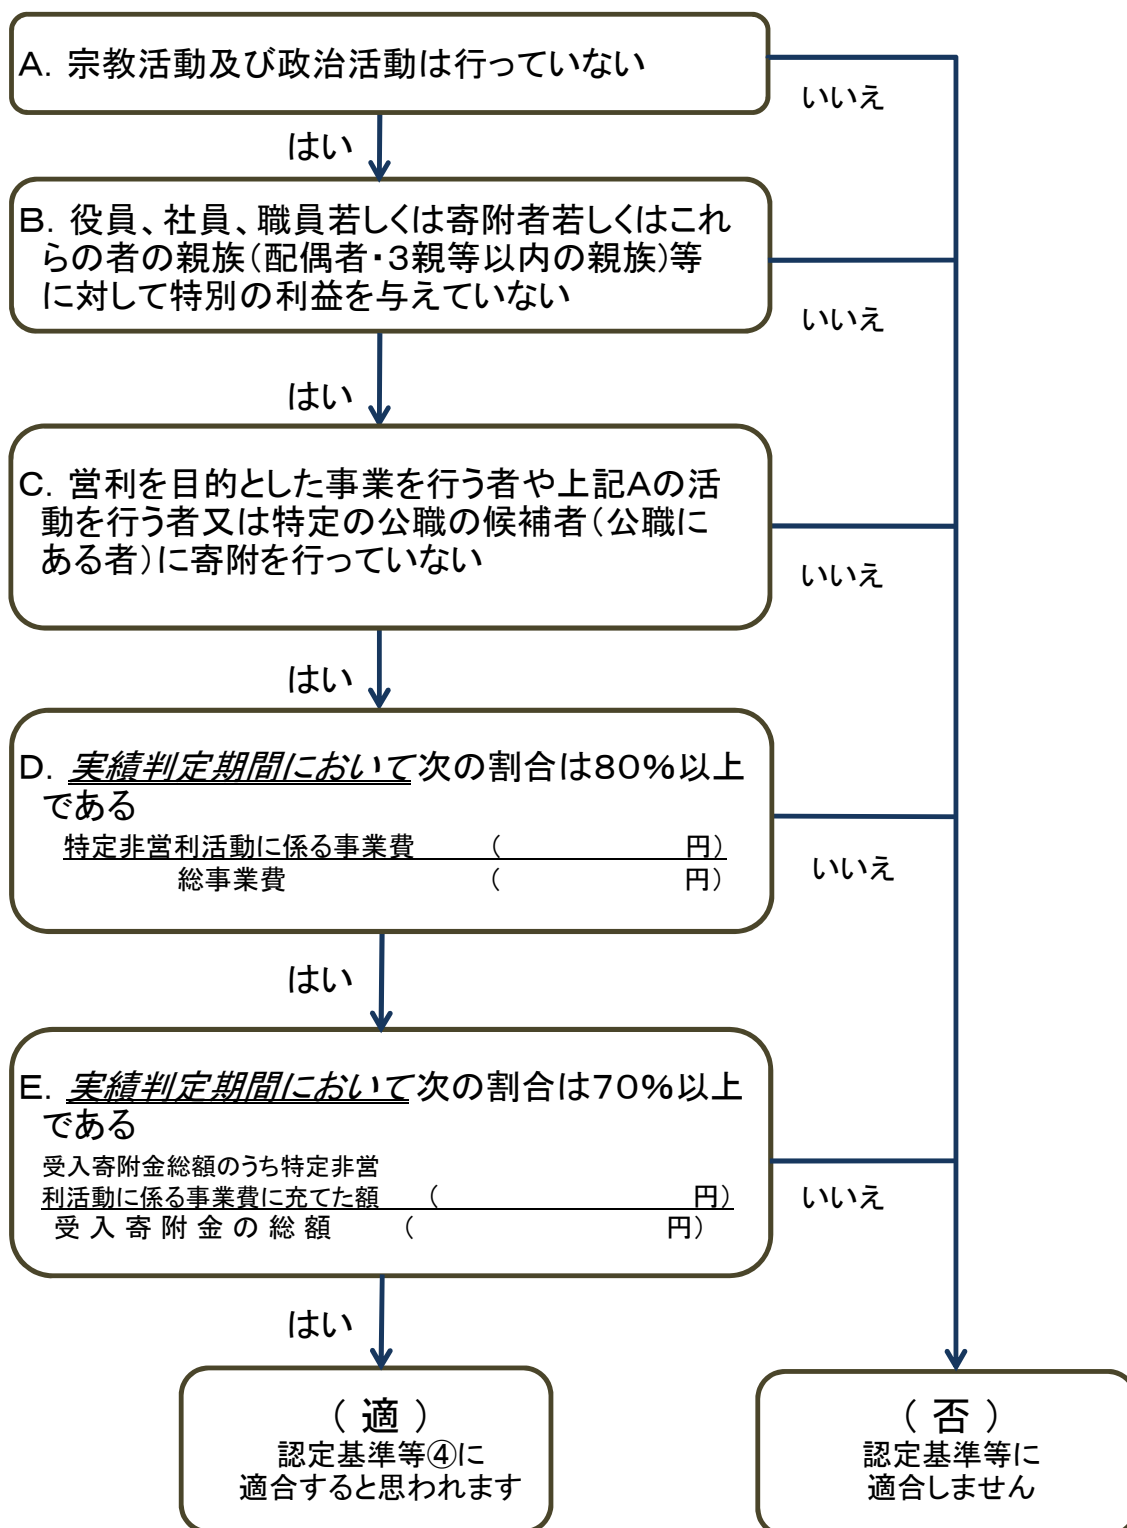 A．宗教活動及び政治活動は行っていない
いいえ
はい
B．役員、社員、職員若しくは寄附者若しくはこれ
らの者の親族（配偶者・3親等以内の親族）等
に対して特別の利益を与えていない
いいえ
はい
C．営利を目的とした事業を行う者や上記Aの活
動を行う者又は特定の公職の候補者（公職に
ある者）に寄附を行っていない
いいえ
はい
D．実績判定期間において次の割合は80％以上
である
特定非営利活動に係る事業費　（　　　　　円）
総事業費　（　　　　　円）
いいえ
はい
E．実績判定期間において次の割合は70％以上
である
受入寄附金総額のうち特定非営
利活動に係る事業費に充てた額　（　　　　　円）
受入寄附金の総額　（　　　　　円）
いいえ
はい
（適）
認定基準等④に
適合すると思われます
（否）
認定基準等に
適合しません